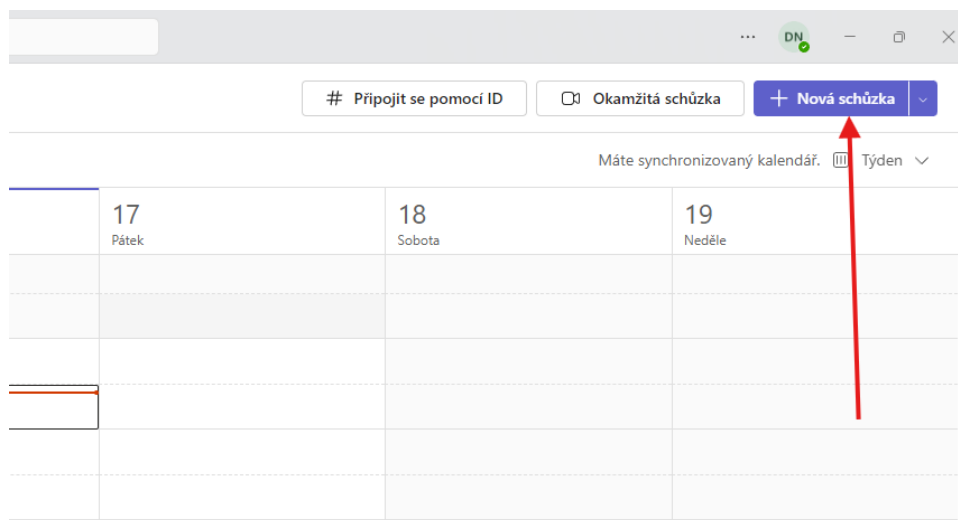 DN
# Připojit se pomocí ID
Okamžitá schůzka
+ Nová schůzka
Máte synchronizovaný kalendář.
Týden
17
Pátek
18
Sobota
19
Neděle